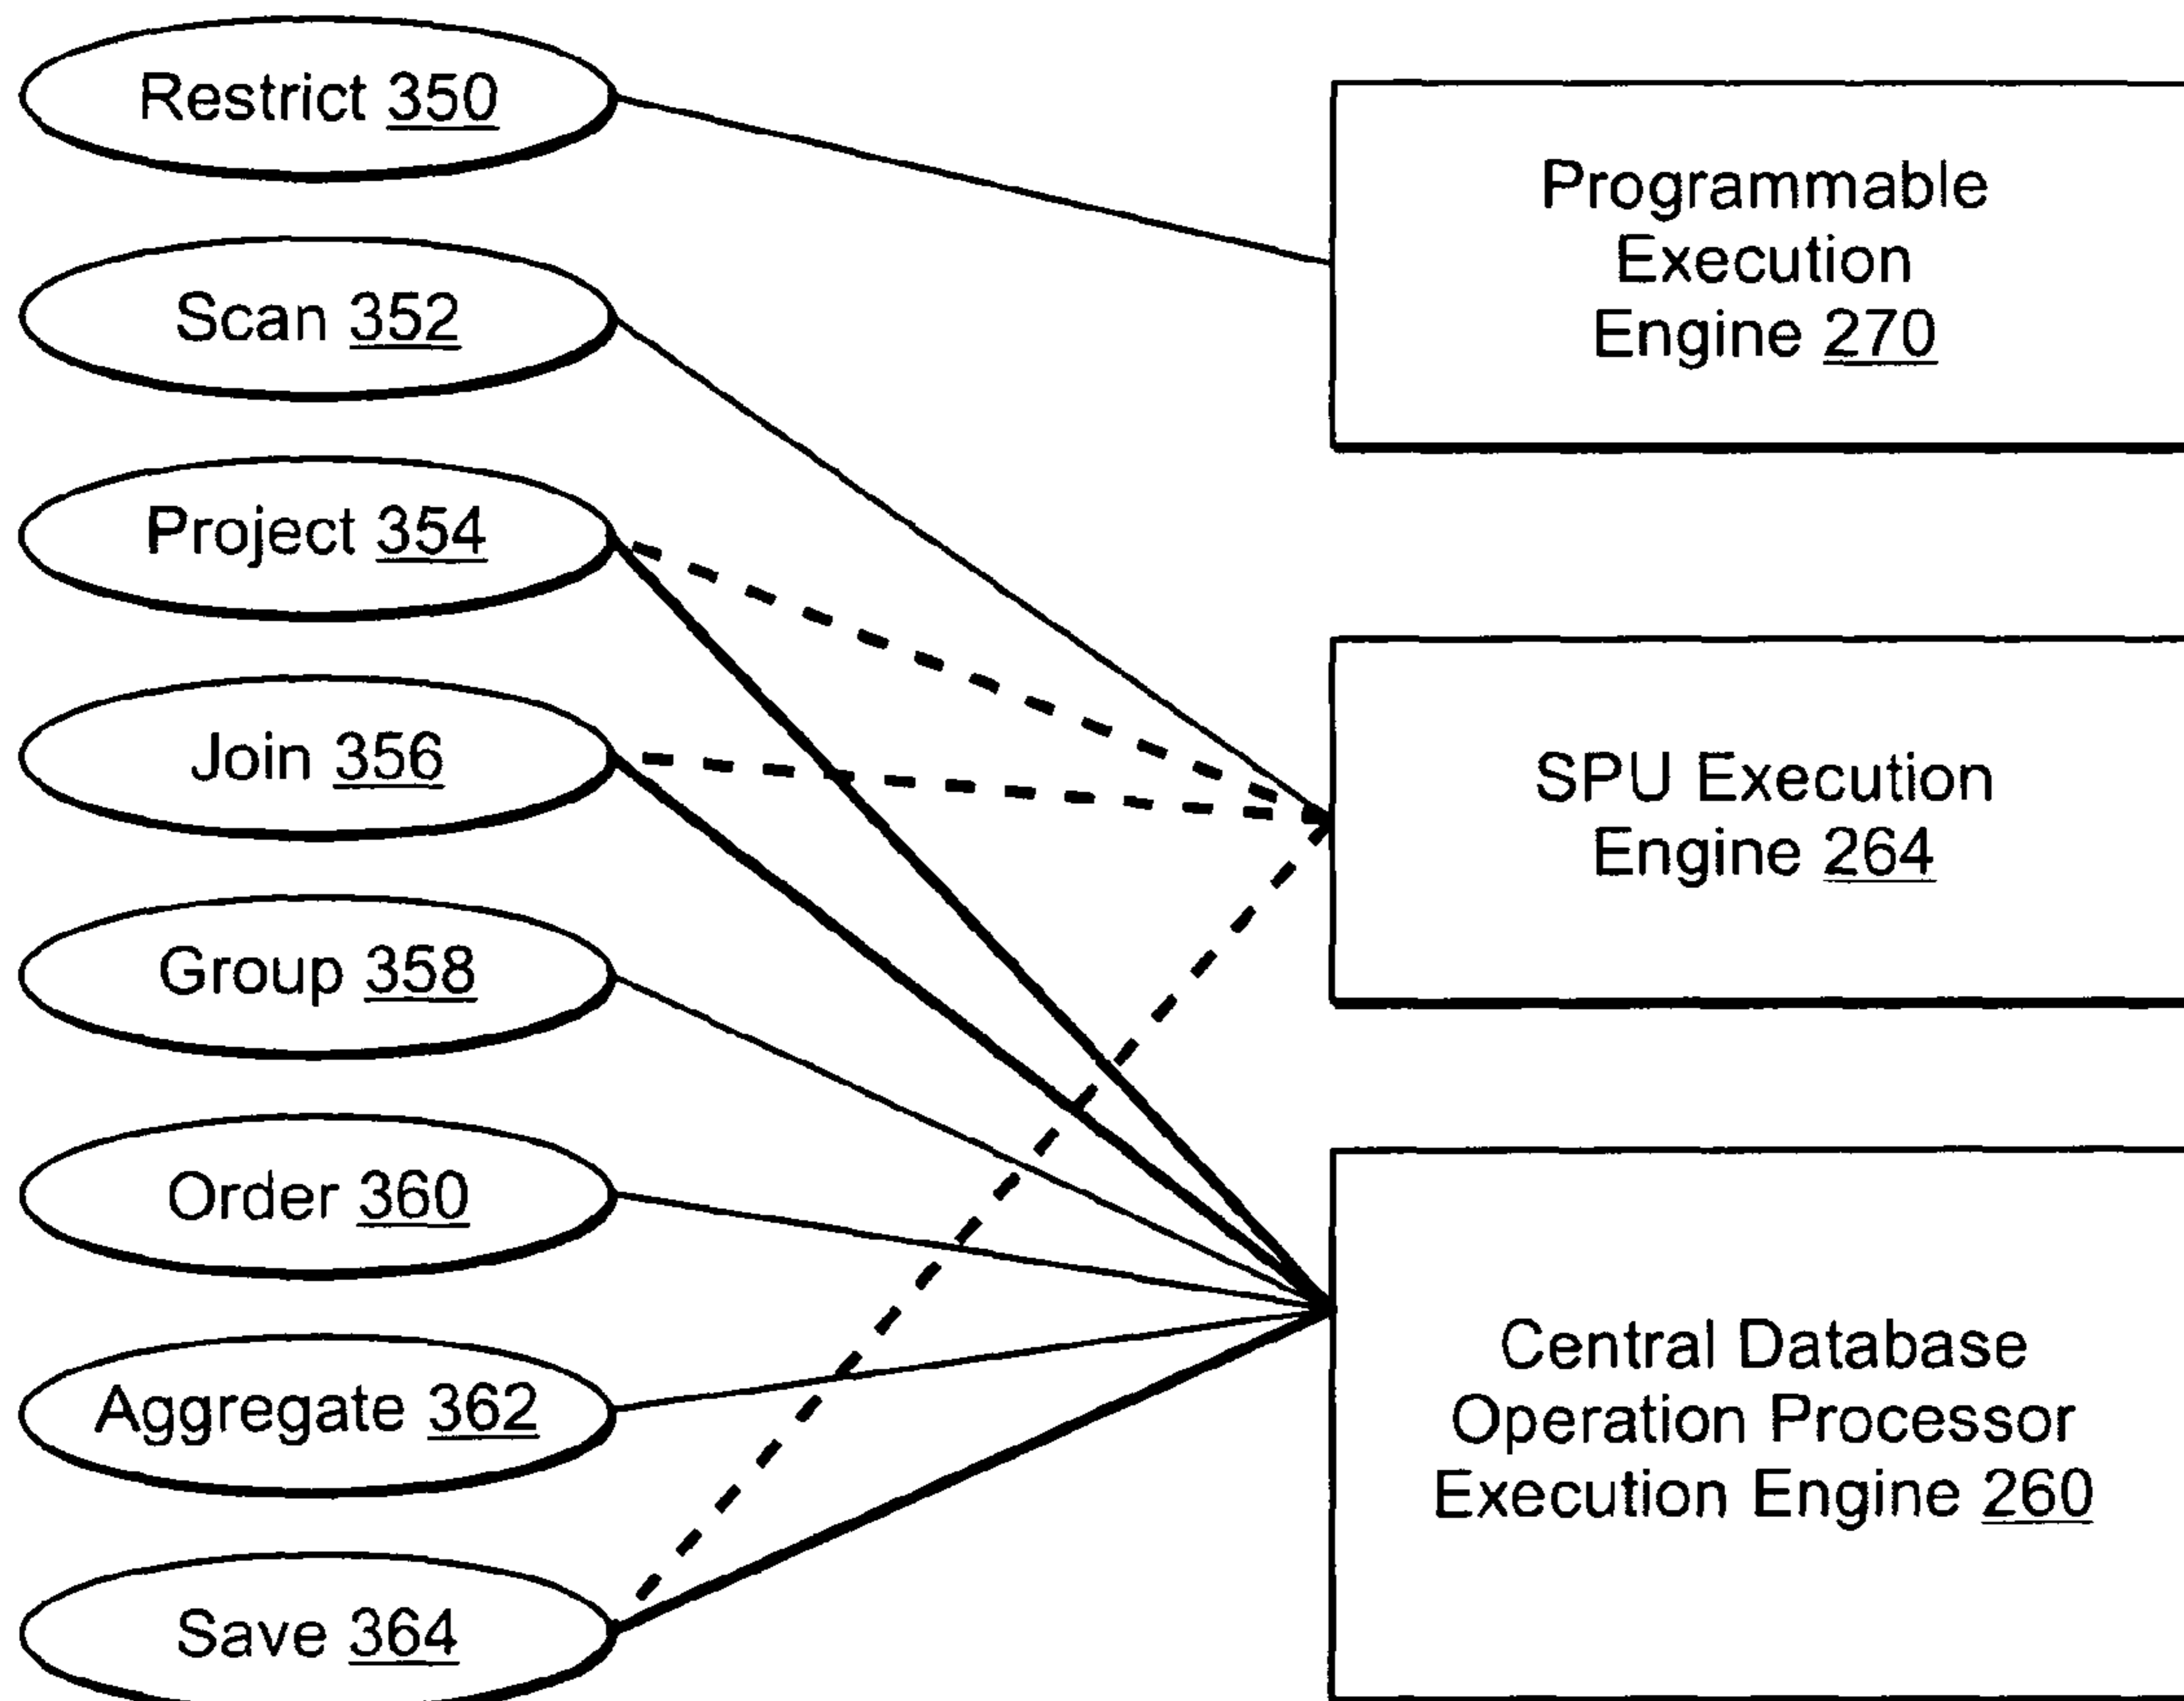 Restrict 350
Scan 352
Project 354
Join 356
Group 358
Order 360
Aggregate 362
Save 364
Programmable
Execution
Engine 270
SPU Execution
Engine 264
Central Database
Operation Processor
Execution Engine 260